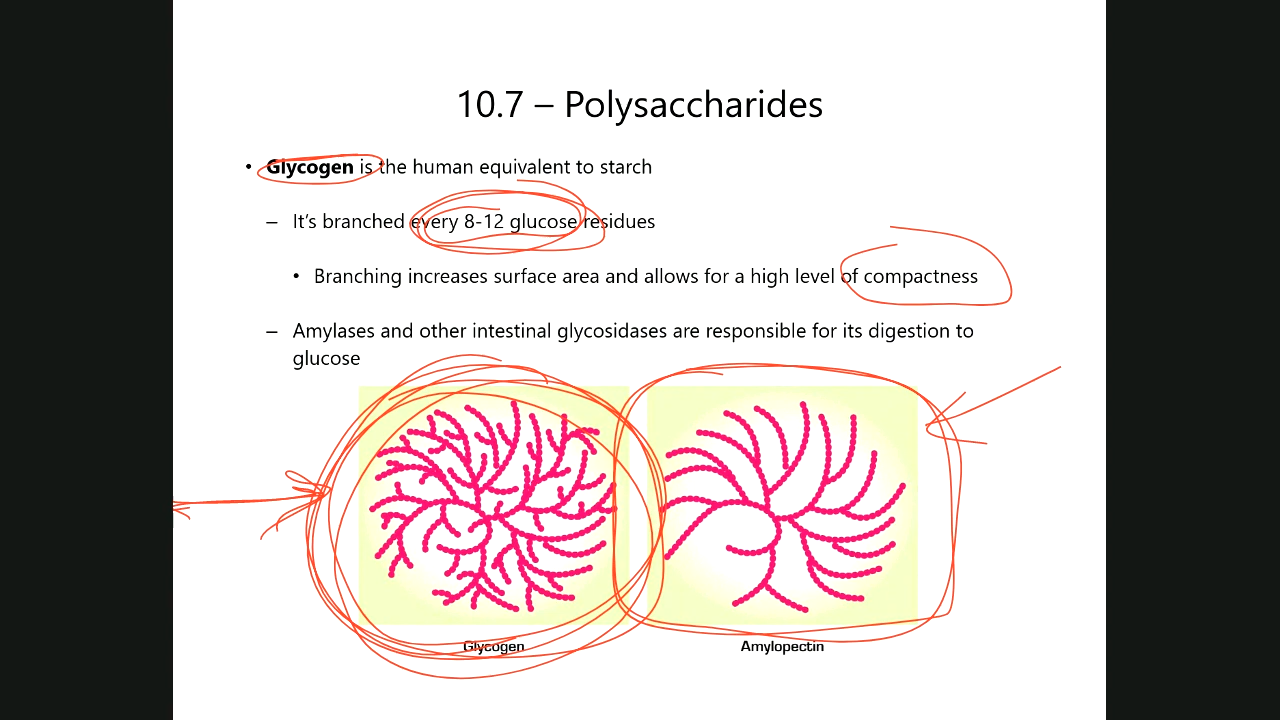 10.7 – Polysaccharides
• Glycogen is the human equivalent to starch
– It's branched every 8-12 glucose residues
• Branching increases surface area and allows for a high level of compactness
– Amylases and other intestinal glycosidases are responsible for its digestion to
glucose
Glycogen
Amylopectin